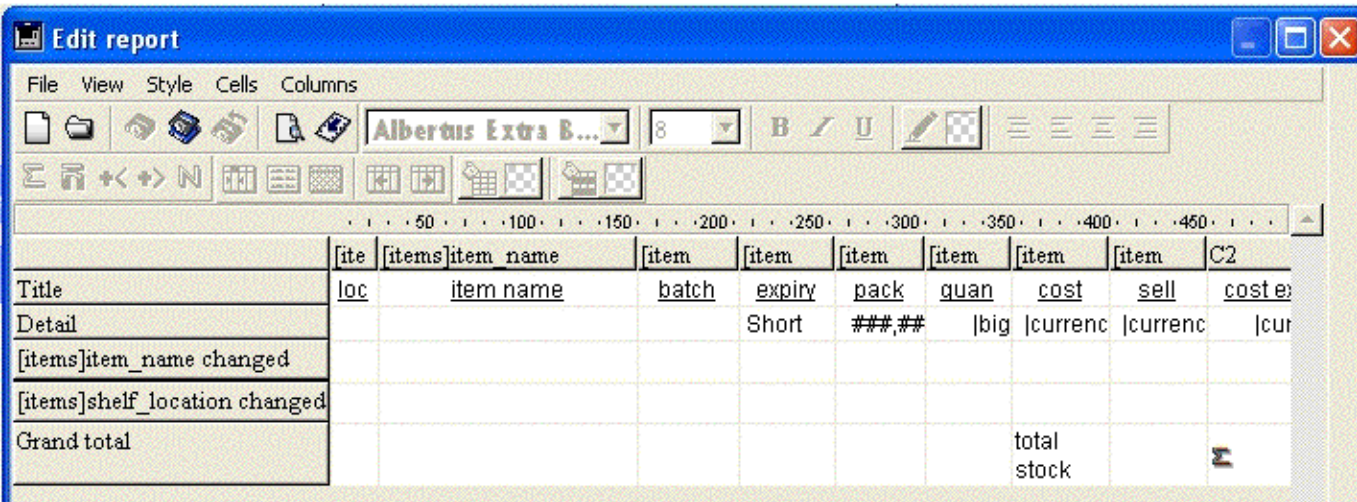 Edit report
File View Style Cells Columns
Albertus Extra B... 8 B I U
50 100 150 200 250 300 350 400 450
[ite [items]item_name [item [item [item [item [item [item C2
Title loc item name batch expiry pack quan cost sell cost ex
Detail Short ###,## |big |currenc |currenc |cur
[items]item_name changed
[items]shelf_location changed
Grand total total
stock Σ